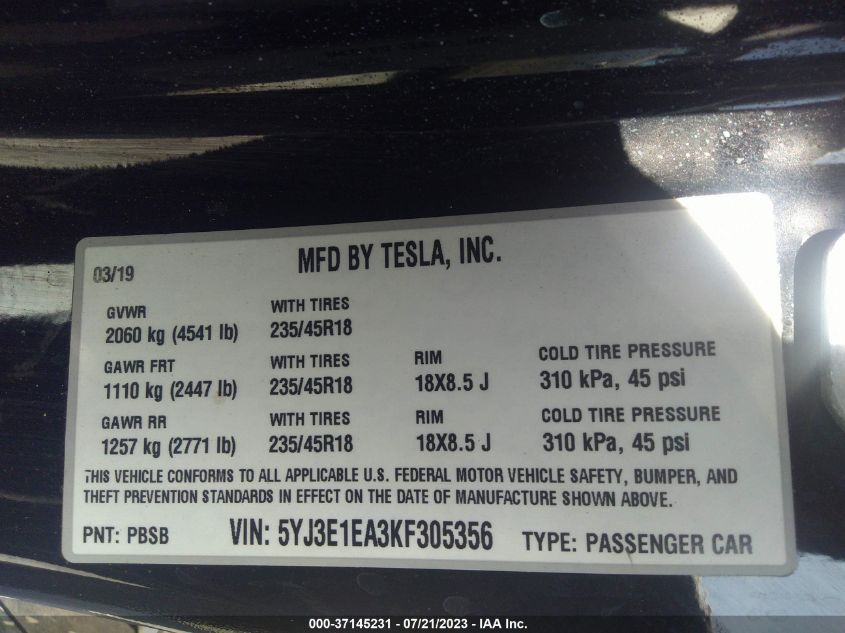 MFD BY TESLA, INC.
03/19
GVWR
2060 kg (4541 lb)
WITH TIRES
235/45R18
GAWR FRT
1110 kg (2447 lb)
WITH TIRES
235/45R18
RIM
18X8.5 J
COLD TIRE PRESSURE
310 kPa, 45 psi
GAWR RR
1257 kg (2771 lb)
WITH TIRES
235/45R18
RIM
18X8.5 J
COLD TIRE PRESSURE
310 kPa, 45 psi
THIS VEHICLE CONFORMS TO ALL APPLICABLE U.S. FEDERAL MOTOR VEHICLE SAFETY, BUMPER, AND
THEFT PREVENTION STANDARDS IN EFFECT ON THE DATE OF MANUFACTURE SHOWN ABOVE.
PNT: PBSB
VIN: 5YJ3E1EA3KF305356
TYPE: PASSENGER CAR
000-37145231 - 07/21/2023 - IAA Inc.